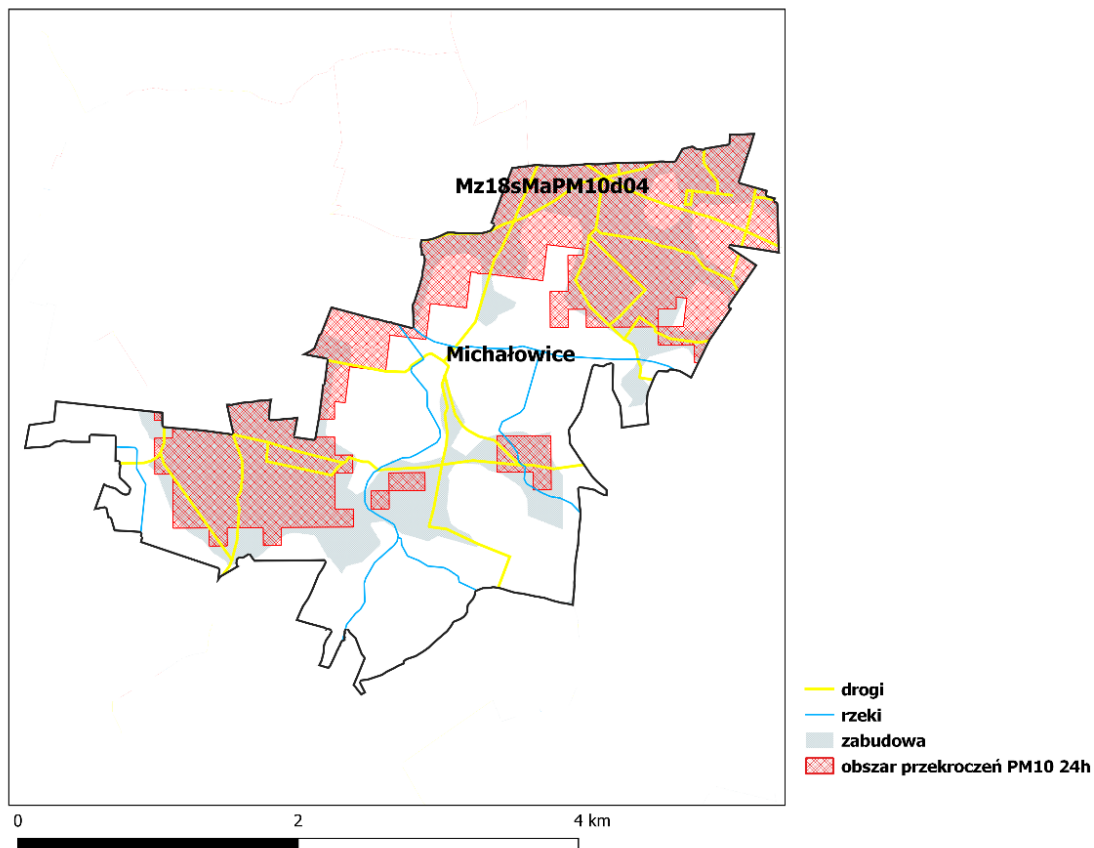 Mz18sMaPM10d04
Michałowice
drogi
rzeki
zabudowa
obszar przekroczeń PM10 24h
0 2 4 km